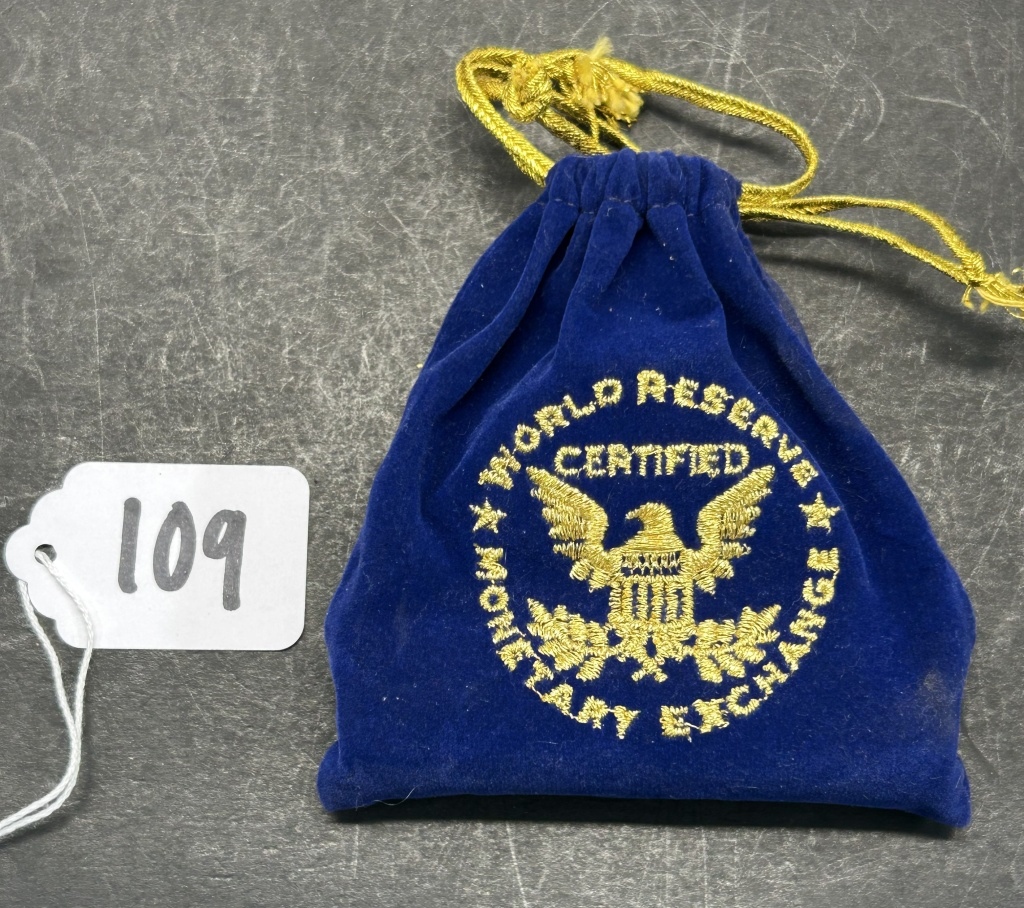 109
WORLD RESERVE
CERTIFIED
MONETARY EXCHANGE